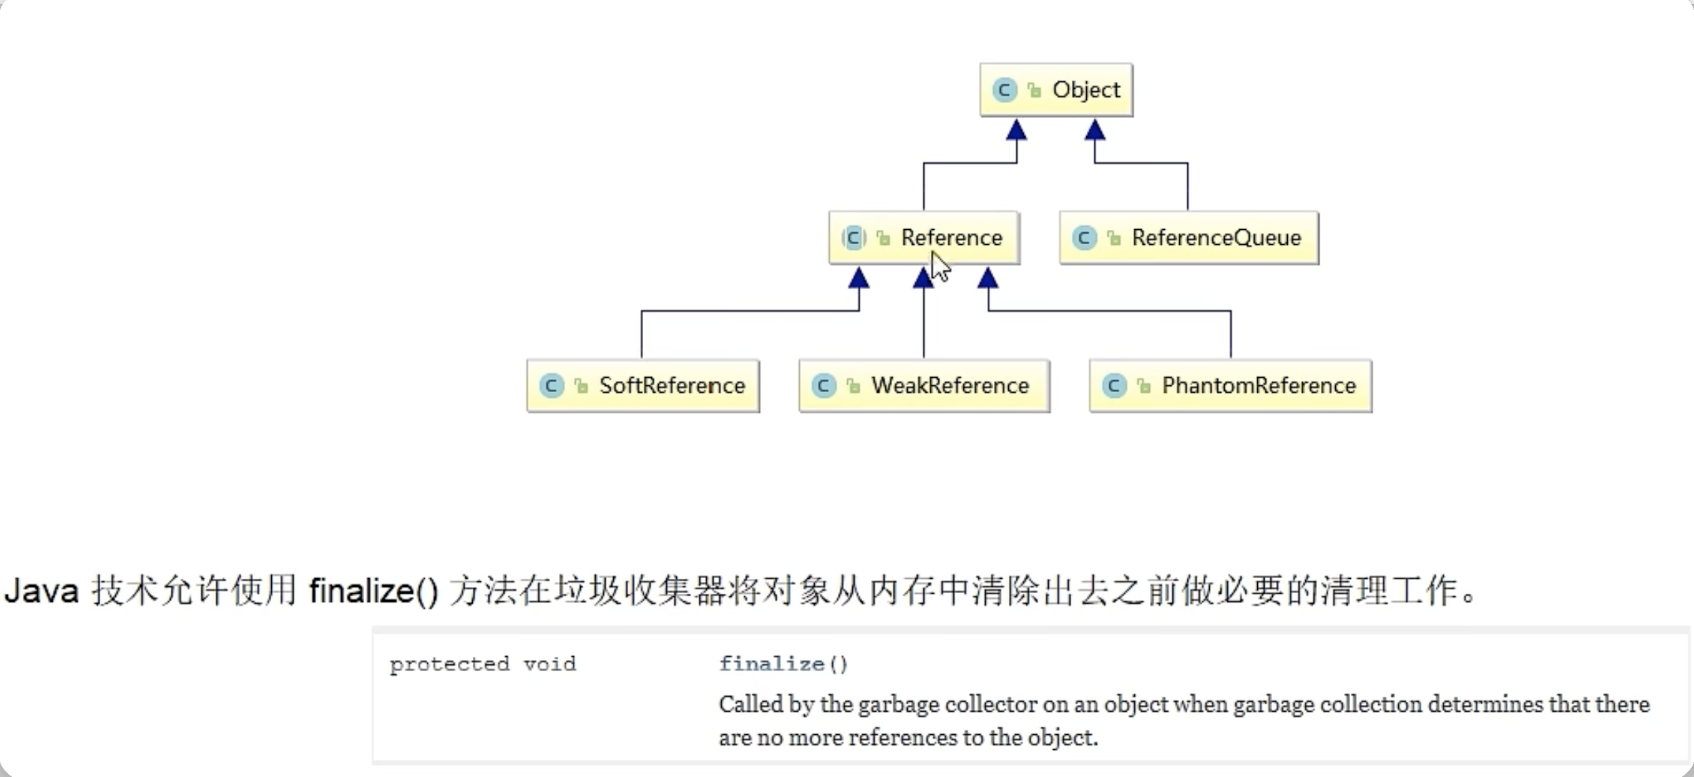 C Object
C Reference
C ReferenceQueue
C SoftReference
C WeakReference
C PhantomReference
Java 技术允许使用 finalize() 方法在垃圾收集器将对象从内存中清除出去之前做必要的清理工作。
protected void finalize()
Called by the garbage collector on an object when garbage collection determines that there
are no more references to the object.